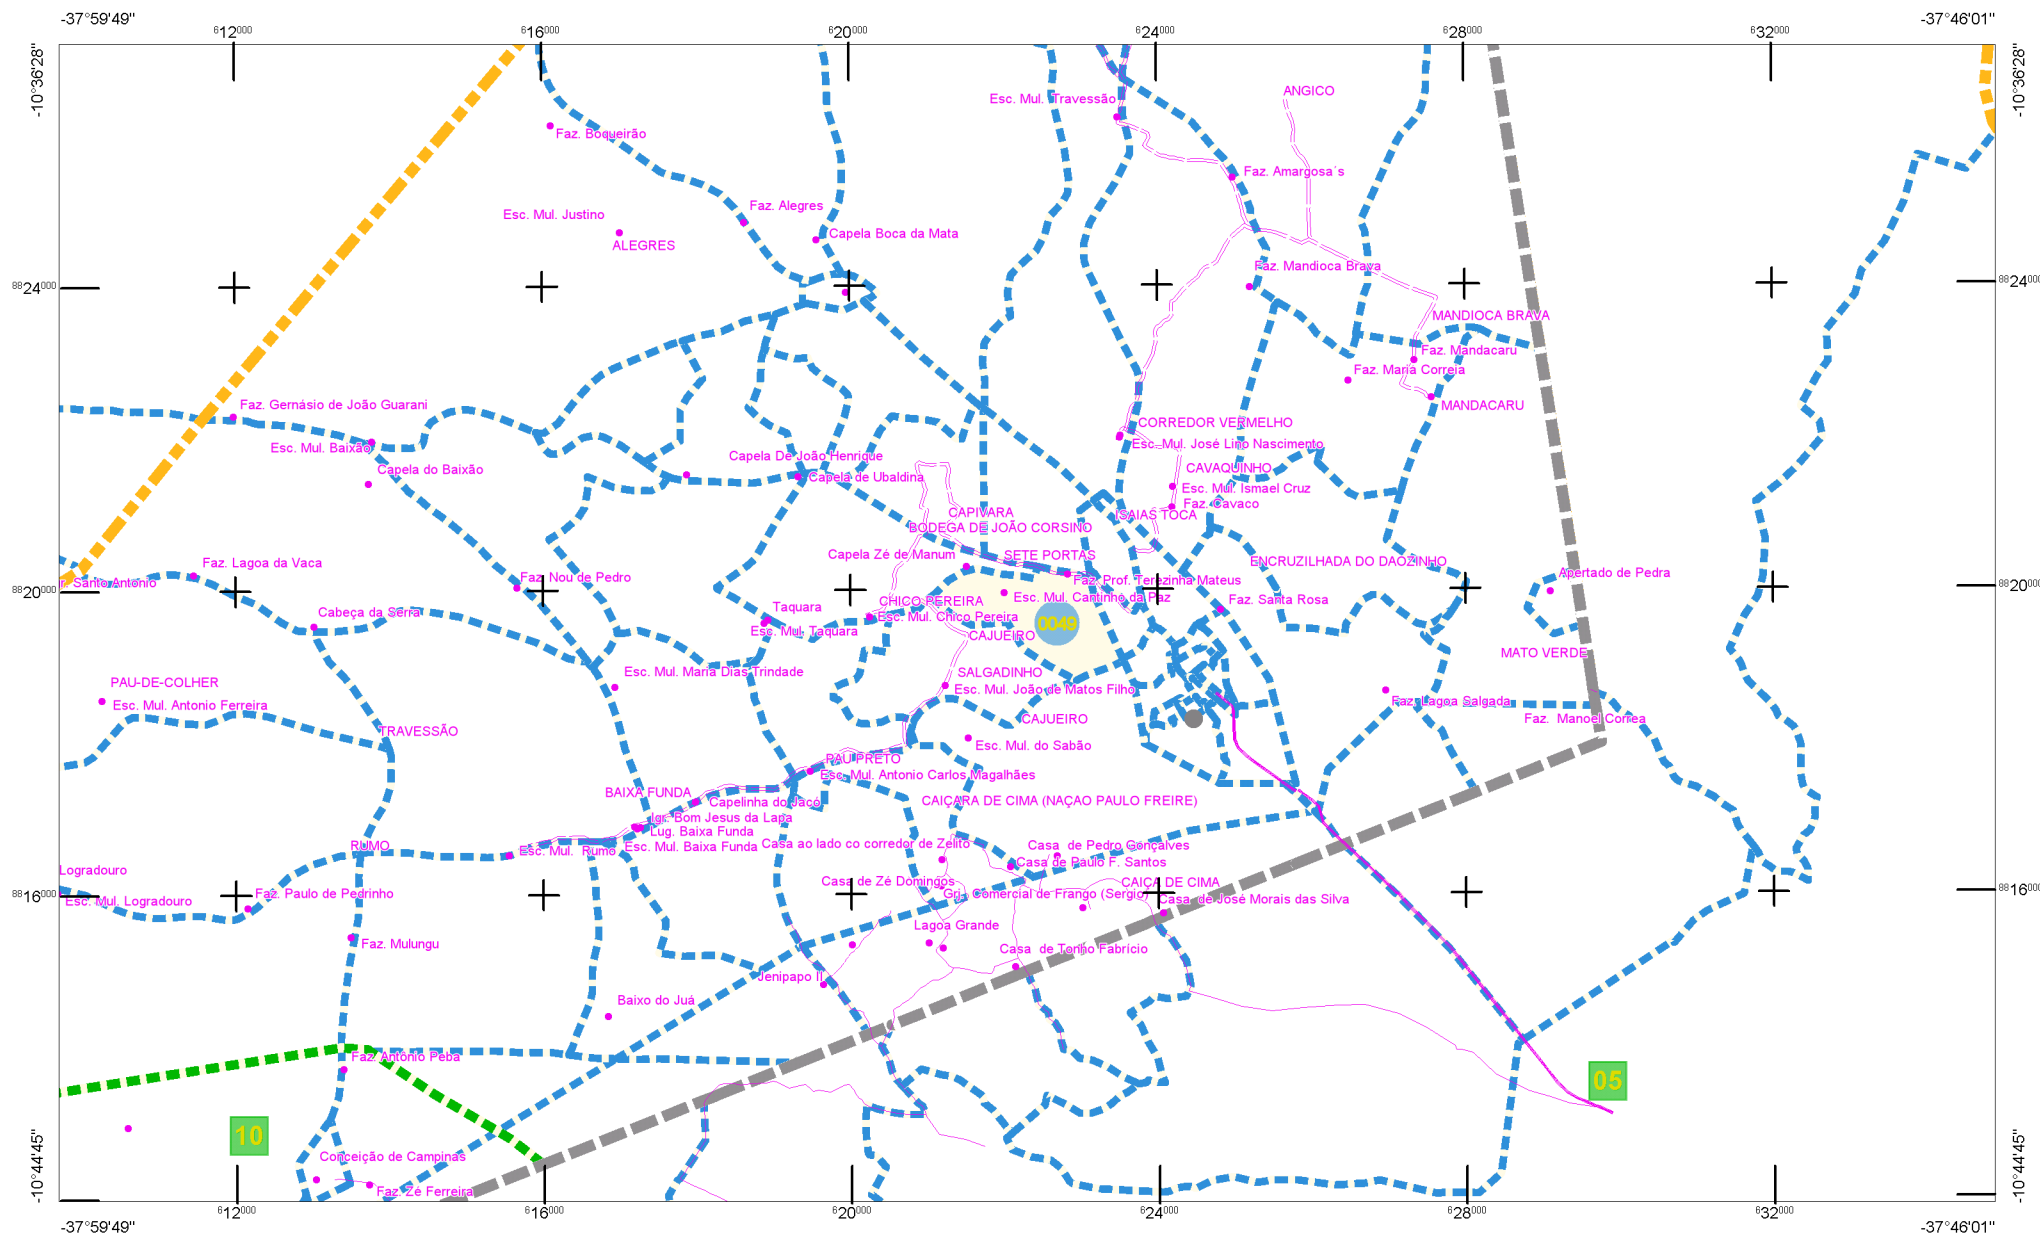 -37°59'49"
-37°46'01"
612000
616000
620000
624000
628000
632000
-10°36'28"
-10°36'28"
ANGICO
Esc. Mul. Travessão
Faz. Boqueirão
Faz. Amargosa´s
Faz. Alegres
Esc. Mul. Justino
Capela Boca da Mata
ALEGRES
Faz. Mandioca Brava
8824000
8824000
MANDIOCA BRAVA
Faz. Mandacaru
Faz. Maria Correia
Faz. Gernásio de João Guarani
MANDACARU
CORREDOR VERMELHO
Esc. Mul. José Lino Nascimento
Esc. Mul. Baixão
Capela De João Henrique
Capela do Baixão
CAVAQUINHO
Capela de Ubaldina
Esc. Mul. Ismael Cruz
Faz. Cavaco
CAPIVARA
ISAIAS TOCA
BODEGA DE JOÃO CORSINO
Capela Zé de Manum
SETE PORTAS
ENCRUZILHADA DO DAOZINHO
Faz. Lagoa da Vaca
Apertado de Pedra
r. Santo Antonio
Faz. Nou de Pedro
Faz. Prof. Terezinha Mateus
8820000
8820000
Esc. Mul. Cantinho da Paz
CHICO PEREIRA
Faz. Santa Rosa
Cabeça da Serra
Taquara
Esc. Mul. Chico Pereira
0049
Esc. Mul. Taquara
CAJUEIRO
MATO VERDE
Esc. Mul. Maria Dias Trindade
SALGADINHO
PAU-DE-COLHER
Esc. Mul. João de Matos Filho
Esc. Mul. Antonio Ferreira
Faz. Lagoa Salgada
CAJUEIRO
Faz. Manoel Correa
TRAVESSÃO
Esc. Mul. do Sabão
PAU PRETO
Esc. Mul. Antonio Carlos Magalhães
BAIXA FUNDA
Capelinha do Jacó
CAIÇARA DE CIMA (NAÇAO PAULO FREIRE)
Igr. Bom Jesus da Lapa
Lug. Baixa Funda
RUMO
Esc. Mul. Rumo
Esc. Mul. Baixa Funda
Casa ao lado co corredor de Zelito
Casa de Pedro Gonçalves
Casa de Paulo F. Santos
Logradouro
Casa de Zé Domingos
CAIÇA DE CIMA
8816000
8816000
Faz. Paulo de Pedrinho
Grj. Comercial de Frango (Sergio)
Esc. Mul. Logradouro
Casa de José Morais das Silva
Lagoa Grande
Faz. Mulungu
Casa de Tonho Fabrício
Jenipapo II
Baixo do Juá
Faz. Antônio Peba
05
10
Conceição de Campinas
Faz. Zé Ferreira
-10°44'45"
-10°44'45"
612000
616000
620000
624000
628000
632000
-37°59'49"
-37°46'01"